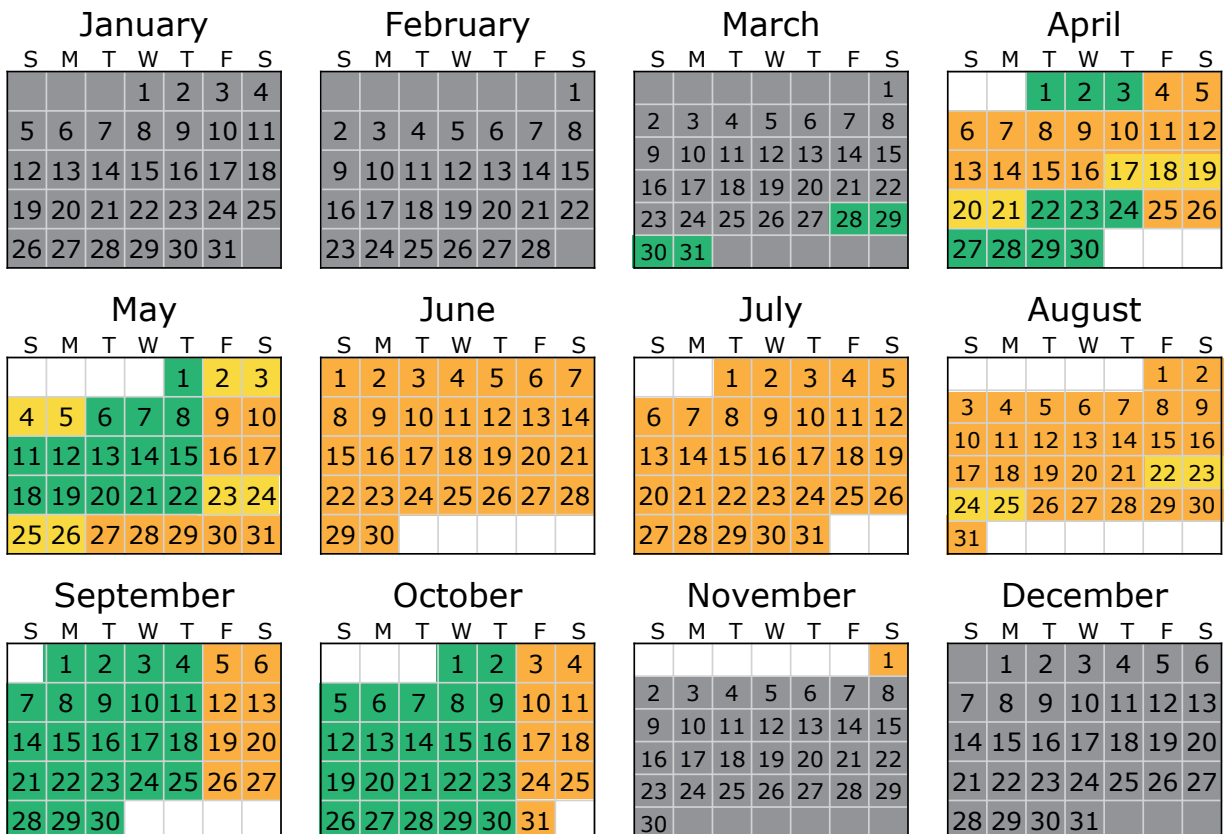 January
S M T W T F S
1 2 3 4
5 6 7 8 9 10 11
12 13 14 15 16 17 18
19 20 21 22 23 24 25
26 27 28 29 30 31
February
S M T W T F S
1
2 3 4 5 6 7 8
9 10 11 12 13 14 15
16 17 18 19 20 21 22
23 24 25 26 27 28
March
S M T W T F S
1
2 3 4 5 6 7 8
9 10 11 12 13 14 15
16 17 18 19 20 21 22
23 24 25 26 27 28 29
30 31
April
S M T W T F S
1 2 3 4 5
6 7 8 9 10 11 12
13 14 15 16 17 18 19
20 21 22 23 24 25 26
27 28 29 30
May
S M T W T F S
1 2 3
4 5 6 7 8 9 10
11 12 13 14 15 16 17
18 19 20 21 22 23 24
25 26 27 28 29 30 31
June
S M T W T F S
1 2 3 4 5 6 7
8 9 10 11 12 13 14
15 16 17 18 19 20 21
22 23 24 25 26 27 28
29 30
July
S M T W T F S
1 2 3 4 5
6 7 8 9 10 11 12
13 14 15 16 17 18 19
20 21 22 23 24 25 26
27 28 29 30 31
August
S M T W T F S
1 2
3 4 5 6 7 8 9
10 11 12 13 14 15 16
17 18 19 20 21 22 23
24 25 26 27 28 29 30
31
September
S M T W T F S
1 2 3 4 5 6
7 8 9 10 11 12 13
14 15 16 17 18 19 20
21 22 23 24 25 26 27
28 29 30
October
S M T W T F S
1 2 3 4
5 6 7 8 9 10 11
12 13 14 15 16 17 18
19 20 21 22 23 24 25
26 27 28 29 30 31
November
S M T W T F S
1
2 3 4 5 6 7 8
9 10 11 12 13 14 15
16 17 18 19 20 21 22
23 24 25 26 27 28 29
30
December
S M T W T F S
1 2 3 4 5 6
7 8 9 10 11 12 13
14 15 16 17 18 19 20
21 22 23 24 25 26 27
28 29 30 31